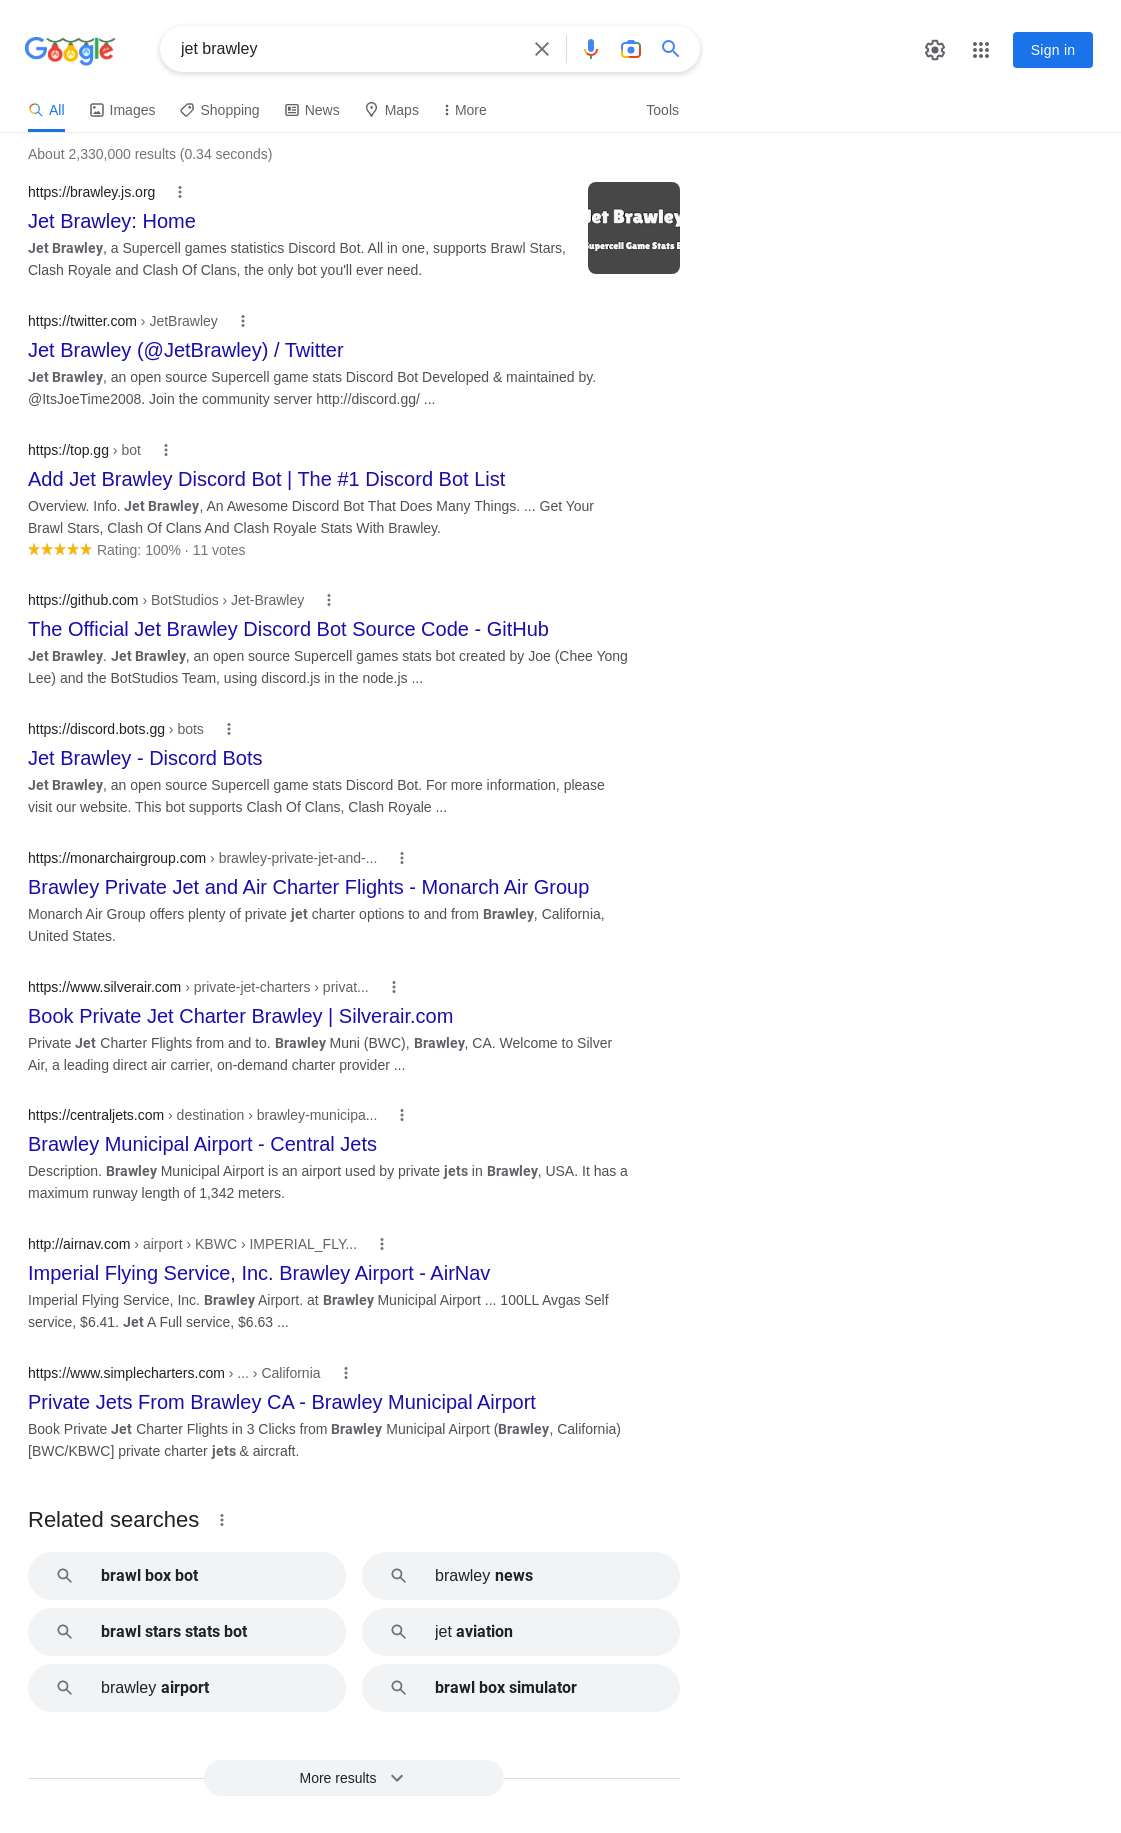 Google
jet brawley
Sign in
All Images Shopping News Maps More Tools
About 2,330,000 results (0.34 seconds)
https://brawley.js.org
Jet Brawley: Home
Jet Brawley, a Supercell games statistics Discord Bot. All in one, supports Brawl Stars,
Clash Royale and Clash Of Clans, the only bot you'll ever need.
Jet Brawley
Supercell Game Stats B
https://twitter.com › JetBrawley
Jet Brawley (@JetBrawley) / Twitter
Jet Brawley, an open source Supercell game stats Discord Bot Developed & maintained by.
@ItsJoeTime2008. Join the community server http://discord.gg/ ...
https://top.gg › bot
Add Jet Brawley Discord Bot | The #1 Discord Bot List
Overview. Info. Jet Brawley, An Awesome Discord Bot That Does Many Things. ... Get Your
Brawl Stars, Clash Of Clans And Clash Royale Stats With Brawley.
Rating: 100% · 11 votes
https://github.com › BotStudios › Jet-Brawley
The Official Jet Brawley Discord Bot Source Code - GitHub
Jet Brawley. Jet Brawley, an open source Supercell games stats bot created by Joe (Chee Yong
Lee) and the BotStudios Team, using discord.js in the node.js ...
https://discord.bots.gg › bots
Jet Brawley - Discord Bots
Jet Brawley, an open source Supercell game stats Discord Bot. For more information, please
visit our website. This bot supports Clash Of Clans, Clash Royale ...
https://monarchairgroup.com › brawley-private-jet-and-...
Brawley Private Jet and Air Charter Flights - Monarch Air Group
Monarch Air Group offers plenty of private jet charter options to and from Brawley, California,
United States.
https://www.silverair.com › private-jet-charters › privat...
Book Private Jet Charter Brawley | Silverair.com
Private Jet Charter Flights from and to. Brawley Muni (BWC), Brawley, CA. Welcome to Silver
Air, a leading direct air carrier, on-demand charter provider ...
https://centraljets.com › destination › brawley-municipa...
Brawley Municipal Airport - Central Jets
Description. Brawley Municipal Airport is an airport used by private jets in Brawley, USA. It has a
maximum runway length of 1,342 meters.
http://airnav.com › airport › KBWC › IMPERIAL_FLY...
Imperial Flying Service, Inc. Brawley Airport - AirNav
Imperial Flying Service, Inc. Brawley Airport. at Brawley Municipal Airport ... 100LL Avgas Self
service, $6.41. Jet A Full service, $6.63 ...
https://www.simplecharters.com › ... › California
Private Jets From Brawley CA - Brawley Municipal Airport
Book Private Jet Charter Flights in 3 Clicks from Brawley Municipal Airport (Brawley, California)
[BWC/KBWC] private charter jets & aircraft.
Related searches
brawl box bot
brawley news
brawl stars stats bot
jet aviation
brawley airport
brawl box simulator
More results